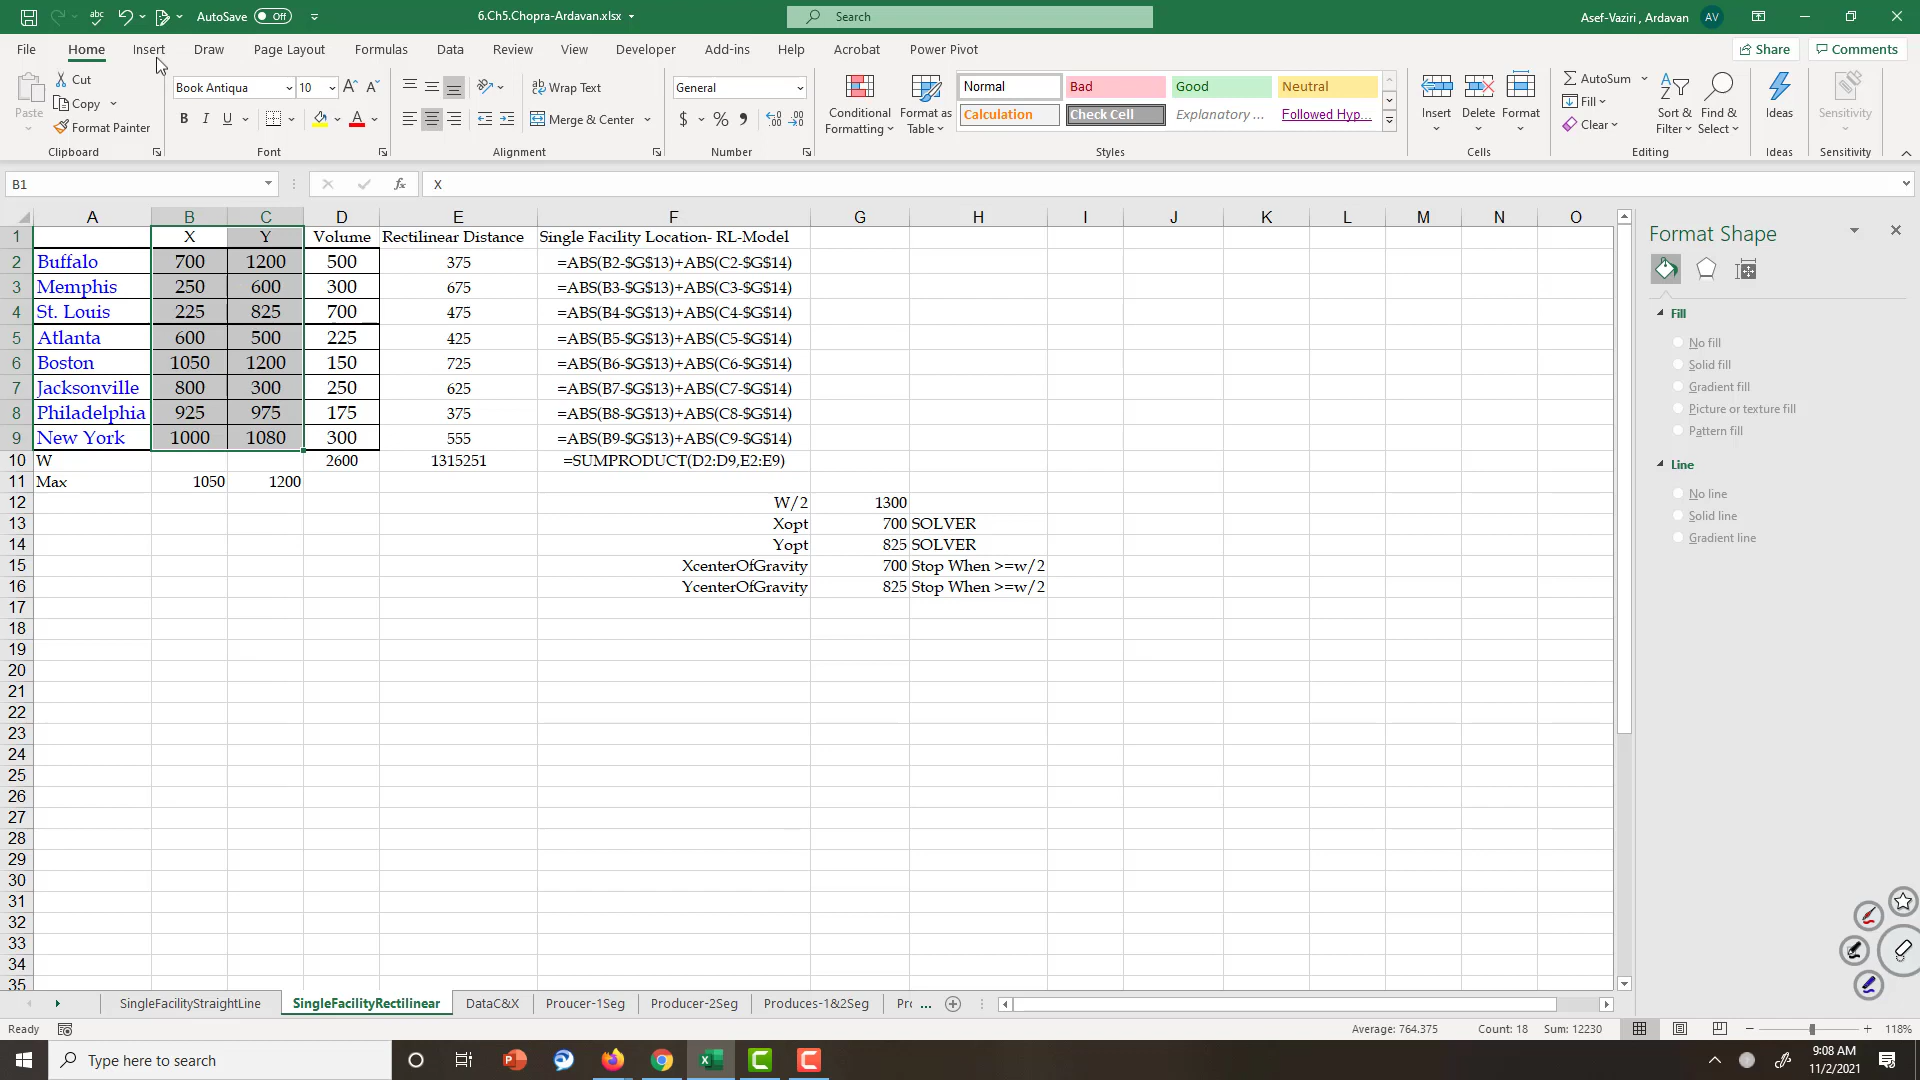 AutoSave Off
6.Ch5.Chopra-Ardavan.xlsx
Search
Asef-Vaziri , Ardavan AV
File Home Insert Draw Page Layout Formulas Data Review View Developer Add-ins Help Acrobat Power Pivot Share Comments
Paste
Cut
Copy
Format Painter
Clipboard
Book Antiqua 10
B I U
Font
Wrap Text
Merge & Center
Alignment
General
$ % 9
Number
Conditional Formatting
Format as Table
Normal Bad Good Neutral
Calculation Check Cell Explanatory ... Followed Hyp...
Styles
Insert Delete Format
Cells
AutoSum
Fill
Clear
Sort & Filter
Find & Select
Editing
Ideas
Ideas
Sensitivity
Sensitivity
B1 fx X
A B C D E F G H I J K L M N O
1 X Y Volume Rectilinear Distance Single Facility Location- RL-Model
2 Buffalo 700 1200 500 375 =ABS(B2-$G$13)+ABS(C2-$G$14)
3 Memphis 250 600 300 675 =ABS(B3-$G$13)+ABS(C3-$G$14)
4 St. Louis 225 825 700 475 =ABS(B4-$G$13)+ABS(C4-$G$14)
5 Atlanta 600 500 225 425 =ABS(B5-$G$13)+ABS(C5-$G$14)
6 Boston 1050 1200 150 725 =ABS(B6-$G$13)+ABS(C6-$G$14)
7 Jacksonville 800 300 250 625 =ABS(B7-$G$13)+ABS(C7-$G$14)
8 Philadelphia 925 975 175 375 =ABS(B8-$G$13)+ABS(C8-$G$14)
9 New York 1000 1080 300 555 =ABS(B9-$G$13)+ABS(C9-$G$14)
10 W 2600 1315251 =SUMPRODUCT(D2:D9,E2:E9)
11 Max 1050 1200
12 W/2 1300
13 Xopt 700 SOLVER
14 Yopt 825 SOLVER
15 XcenterOfGravity 700 Stop When >=w/2
16 YcenterOfGravity 825 Stop When >=w/2
17
18
19
20
21
22
23
24
25
26
27
28
29
30
31
32
33
34
35
Format Shape
Fill
No fill
Solid fill
Gradient fill
Picture or texture fill
Pattern fill
Line
No line
Solid line
Gradient line
SingleFacilityStraightLine SingleFacilityRectilinear DataC&X Proucer-1Seg Producer-2Seg Produces-1&2Seg Pro ...
Ready Average: 764.375 Count: 18 Sum: 12230 118%
Type here to search
9:08 AM
11/2/2021